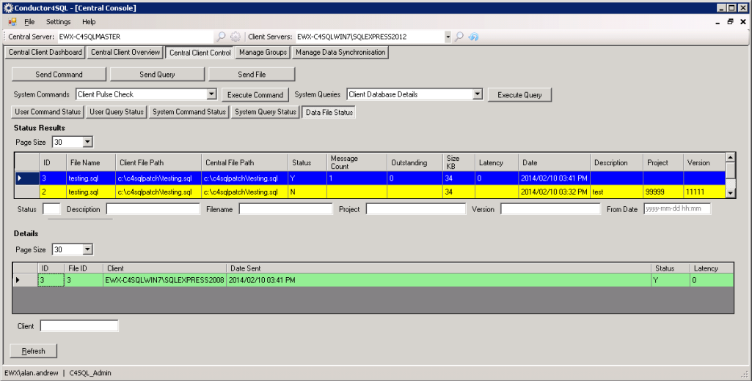 Conductor4SQL - [Central Console]
File Settings Help
Central Server: EWX-C4SQLMASTER Client Servers: EWX-C4SQLWIN7\SQLEXPRESS2012
Central Client Dashboard Central Client Overview Central Client Control Manage Groups Manage Data Synchronisation
Send Command Send Query Send File
System Commands Client Pulse Check Execute Command System Queries Client Database Details Execute Query
User Command Status User Query Status System Command Status System Query Status Data File Status
Status Results
Page Size 30
ID File Name Client File Path Central File Path Status Message Count Outstanding Size KB Latency Date Description Project Version
3 testing.sql c:\c4sqlpatch\testing.sql c:\c4sqlpatch\testing.sql Y 1 0 34 0 2014/02/10 03:41 PM
2 testing.sql c:\c4sqlpatch\testing.sql c:\c4sqlpatch\testing.sql N 34 2014/02/10 03:32 PM test 99999 11111
Status Description Filename Project Version From Date yyyy-mm-dd hh:mm
Details
Page Size 30
ID File ID Client Date Sent Status Latency
3 3 EWX-C4SQLWIN7\SQLEXPRESS2008 2014/02/10 03:41 PM Y 0
Client
Refresh
EWX\alan.andrew | C4SQL_Admin